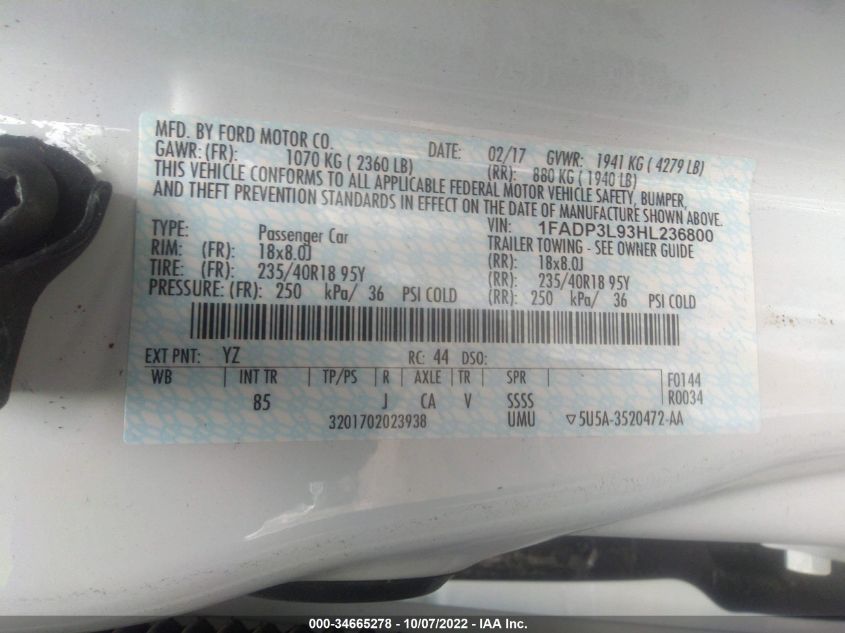 MFD. BY FORD MOTOR CO. DATE: 02/17 GVWR: 1941 KG ( 4279 LB)
GAWR: (FR): 1070 KG ( 2360 LB) (RR): 880 KG ( 1940 LB)
THIS VEHICLE CONFORMS TO ALL APPLICABLE FEDERAL MOTOR VEHICLE SAFETY, BUMPER,
AND THEFT PREVENTION STANDARDS IN EFFECT ON THE DATE OF MANUFACTURE SHOWN ABOVE.
VIN: 1FADP3L93HL236800
TYPE: Passenger Car TRAILER TOWING - SEE OWNER GUIDE
RIM: (FR): 18x8.0J (RR): 18x8.0J
TIRE: (FR): 235/40R18 95Y (RR): 235/40R18 95Y
PRESSURE: (FR): 250 kPa/ 36 PSI COLD (RR): 250 kPa/ 36 PSI COLD
EXT PNT: YZ RC: 44 DSO:
WB INT TR TP/PS R AXLE TR SPR F0144
85 J CA V SSSS R0034
3201702023938 UMU ▽5U5A-3520472-AA
000-34665278 - 10/07/2022 - IAA Inc.